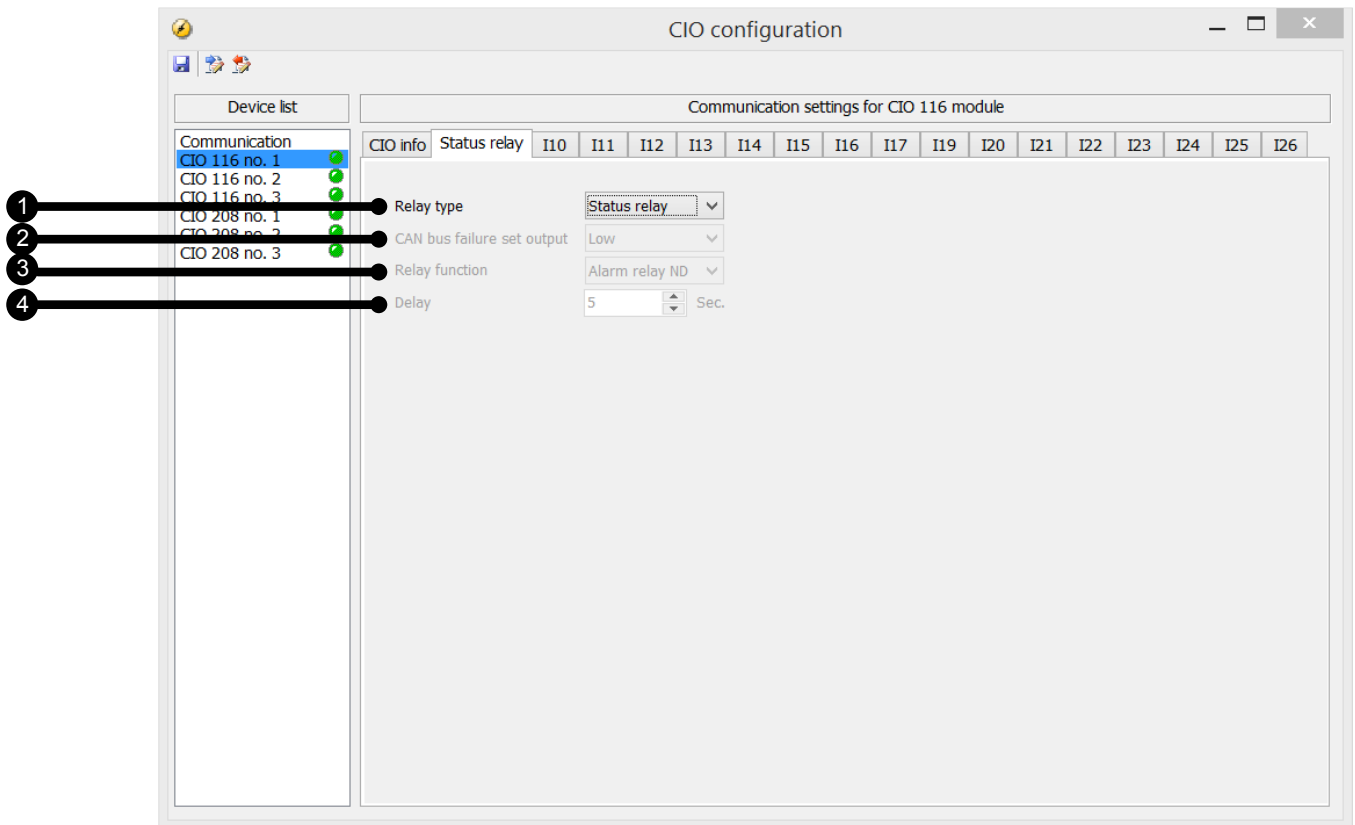 CIO configuration
Device list
Communication settings for CIO 116 module
Communication
CIO 116 no. 1
CIO 116 no. 2
CIO 116 no. 3
CIO 208 no. 1
CIO 208 no. 2
CIO 208 no. 3
CIO info Status relay I10 I11 I12 I13 I14 I15 I16 I17 I19 I20 I21 I22 I23 I24 I25 I26
1 Relay type Status relay
2 CAN bus failure set output Low
3 Relay function Alarm relay ND
4 Delay 5 Sec.